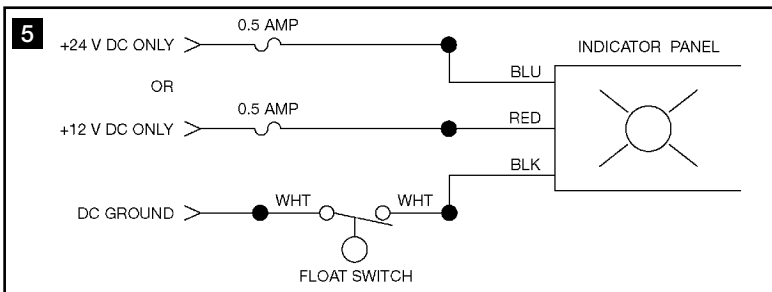 5
0.5 AMP
+24 V DC ONLY
INDICATOR PANEL
BLU
OR
0.5 AMP
RED
+12 V DC ONLY
BLK
WHT WHT
DC GROUND
FLOAT SWITCH